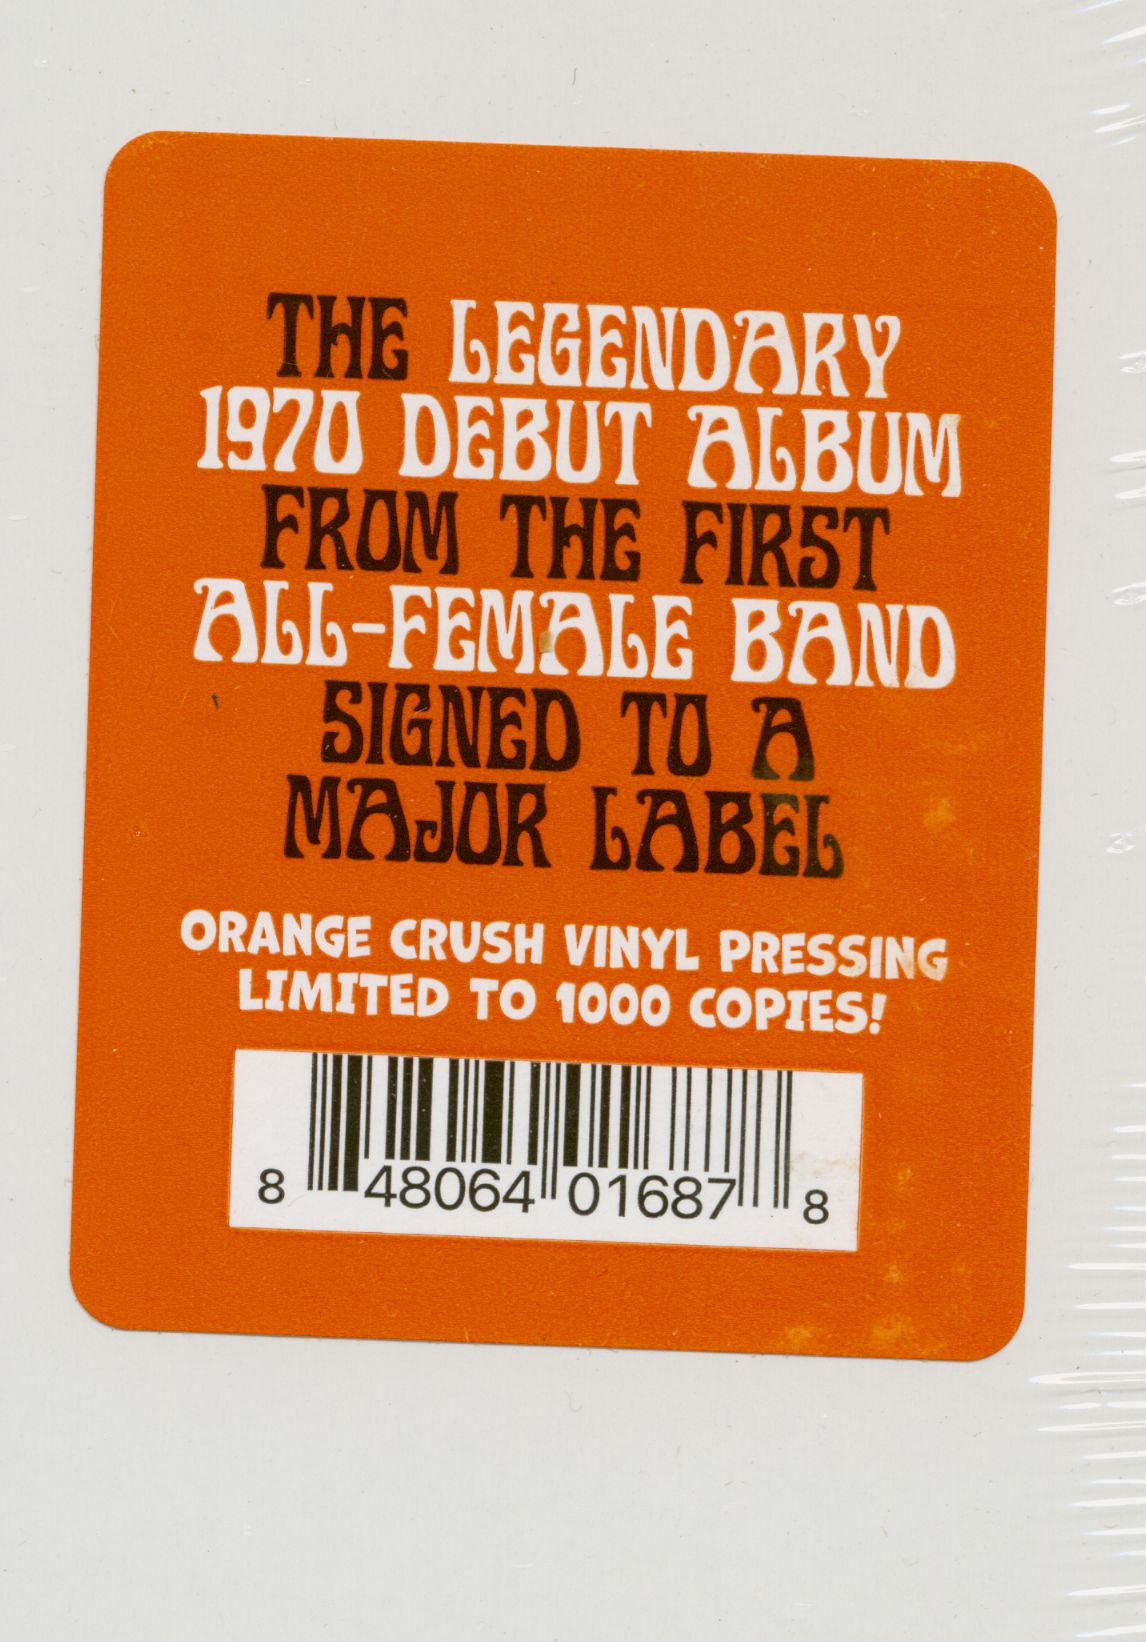 THE LEGENDARY
1970 DEBUT ALBUM
FROM THE FIRST
ALL-FEMALE BAND
SIGNED TO A
MAJOR LABEL
ORANGE CRUSH VINYL PRESSING
LIMITED TO 1000 COPIES!
8 48064 01687 8